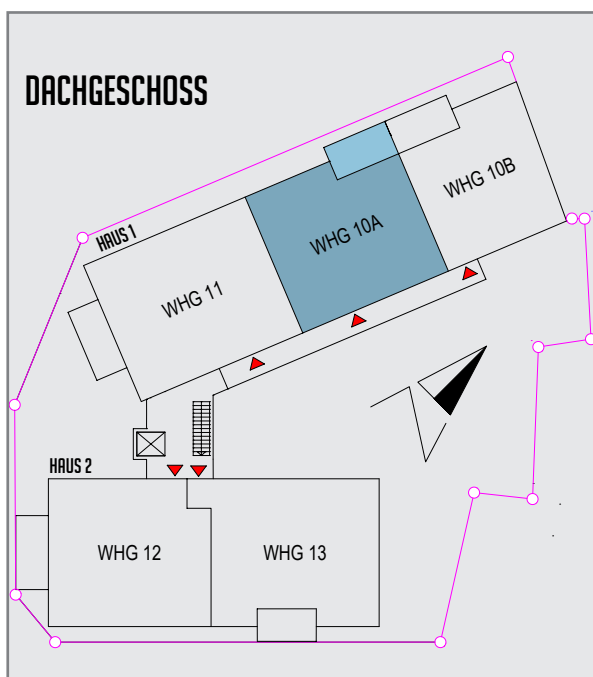 DACHGESCHOSS
WHG 10B
WHG 10A
HAUS 1
WHG 11
HAUS 2
WHG 12
WHG 13